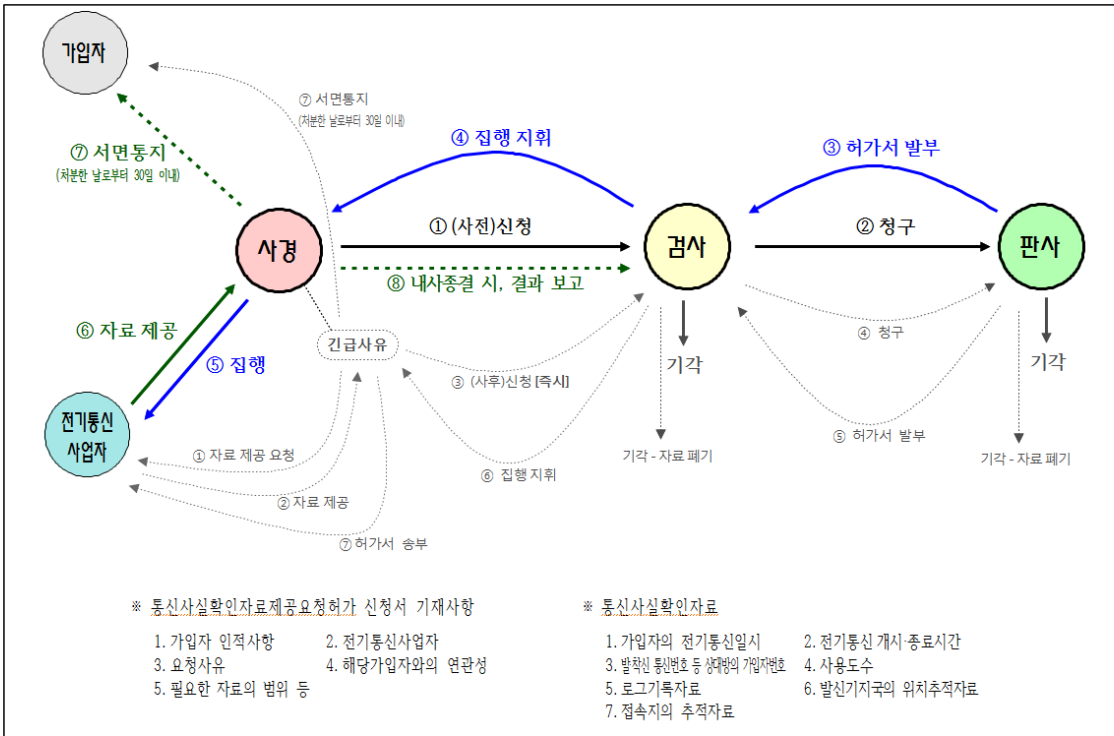 가입자
⑦ 서면통지
(처분한 날로부터 30일 이내)
④ 집행 지휘
③ 허가서 발부
⑦ 서면통지
(처분한 날로부터 30일 이내)
사경
① (사전)신청
검사
② 청구
판사
⑧ 내사종결 시, 결과 보고
⑥ 자료 제공
⑤ 집행
긴급사유
④ 청구
기각
기각
③ (사후)신청 [즉시]
전기통신
사업자
⑤ 허가서 발부
① 자료 제공 요청
기각 - 자료 폐기
기각 - 자료 폐기
⑥ 집행 지휘
② 자료 제공
⑦ 허가서 송부
※ 통신사실확인자료제공요청허가 신청서 기재사항
1. 가입자 인적사항 2. 전기통신사업자
3. 요청사유 4. 해당가입자와의 연관성
5. 필요한 자료의 범위 등
※ 통신사실확인자료
1. 가입자의 전기통신일시 2. 전기통신 개시·종료시간
3. 발착신 통신번호 등 상대방의 가입자번호 4. 사용도수
5. 로그기록자료 6. 발신기지국의 위치추적자료
7. 접속지의 추적자료